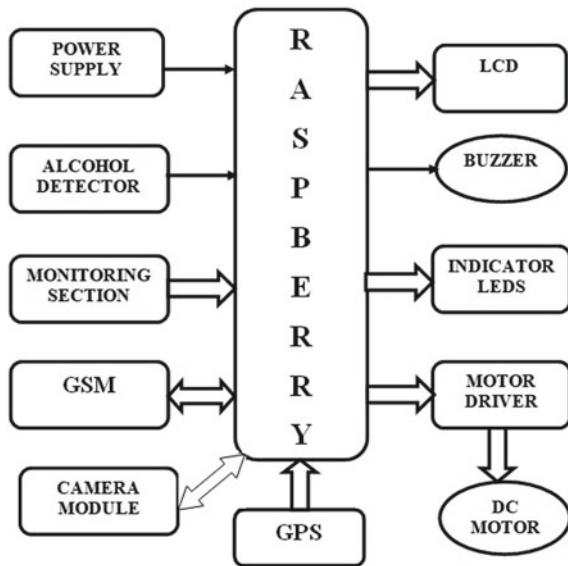 POWER
SUPPLY
ALCOHOL
DETECTOR
MONITORING
SECTION
GSM
CAMERA
MODULE
R
A
S
P
B
E
R
R
Y
GPS
LCD
BUZZER
INDICATOR
LEDS
MOTOR
DRIVER
DC
MOTOR